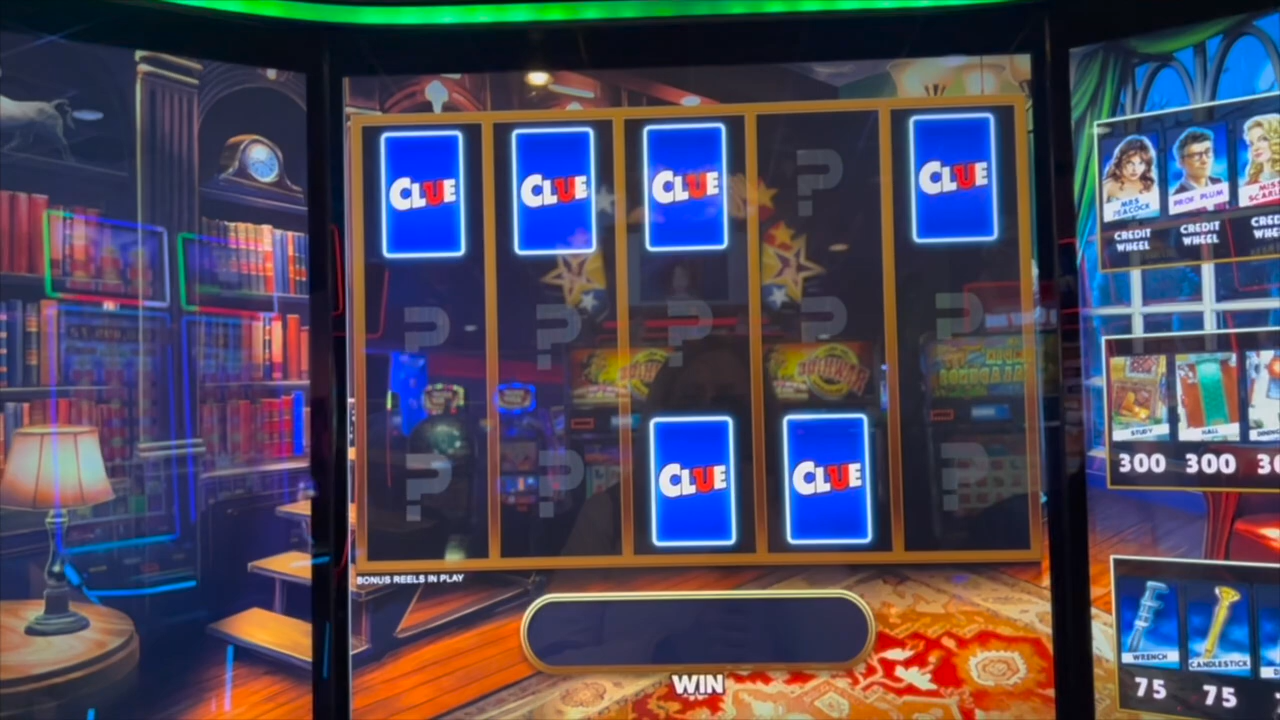 CLUE
CLUE
CLUE
?
CLUE
?
?
?
?
?
?
?
CLUE
CLUE
?
BONUS REELS IN PLAY
WIN
MRS PEACOCK
PROF PLUM
MISS
CREDIT WHEEL
CREDIT WHEEL
STUDY
HALL
300
300
WRENCH
CANDLESTICK
75
75